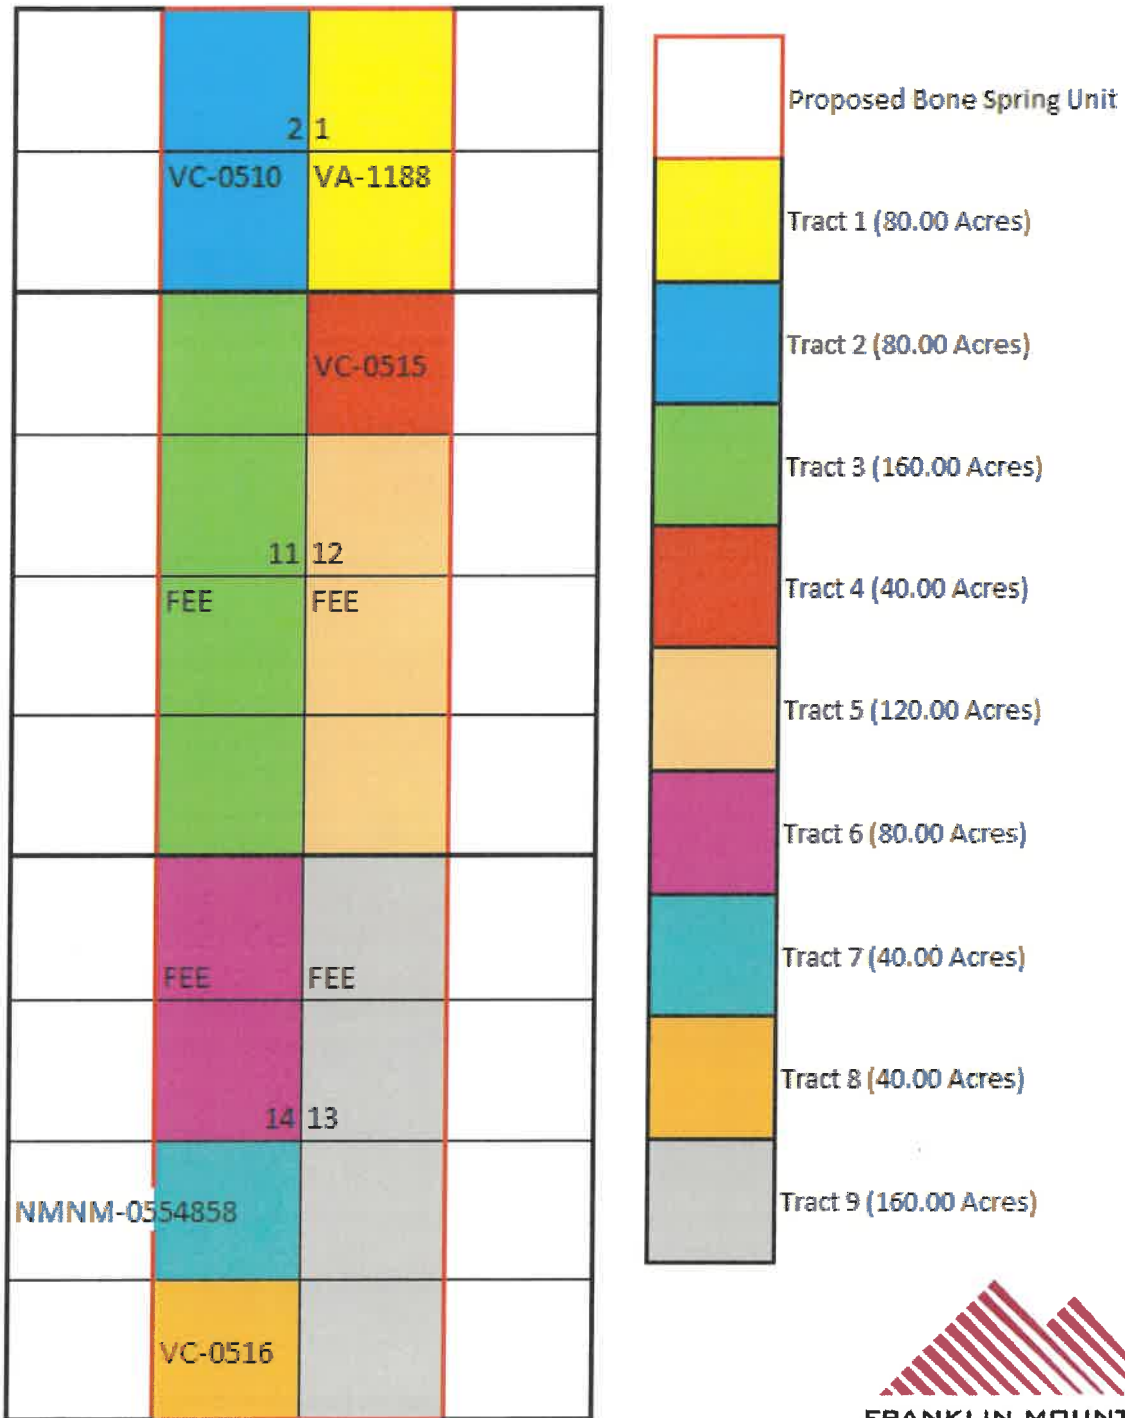 2 1
VC-0510 VA-1188
VC-0515
11 12
FEE FEE
FEE FEE
14 13
NMNM-0554858
VC-0516
Proposed Bone Spring Unit
Tract 1 (80.00 Acres)
Tract 2 (80.00 Acres)
Tract 3 (160.00 Acres)
Tract 4 (40.00 Acres)
Tract 5 (120.00 Acres)
Tract 6 (80.00 Acres)
Tract 7 (40.00 Acres)
Tract 8 (40.00 Acres)
Tract 9 (160.00 Acres)
FRANKLIN MOUNT